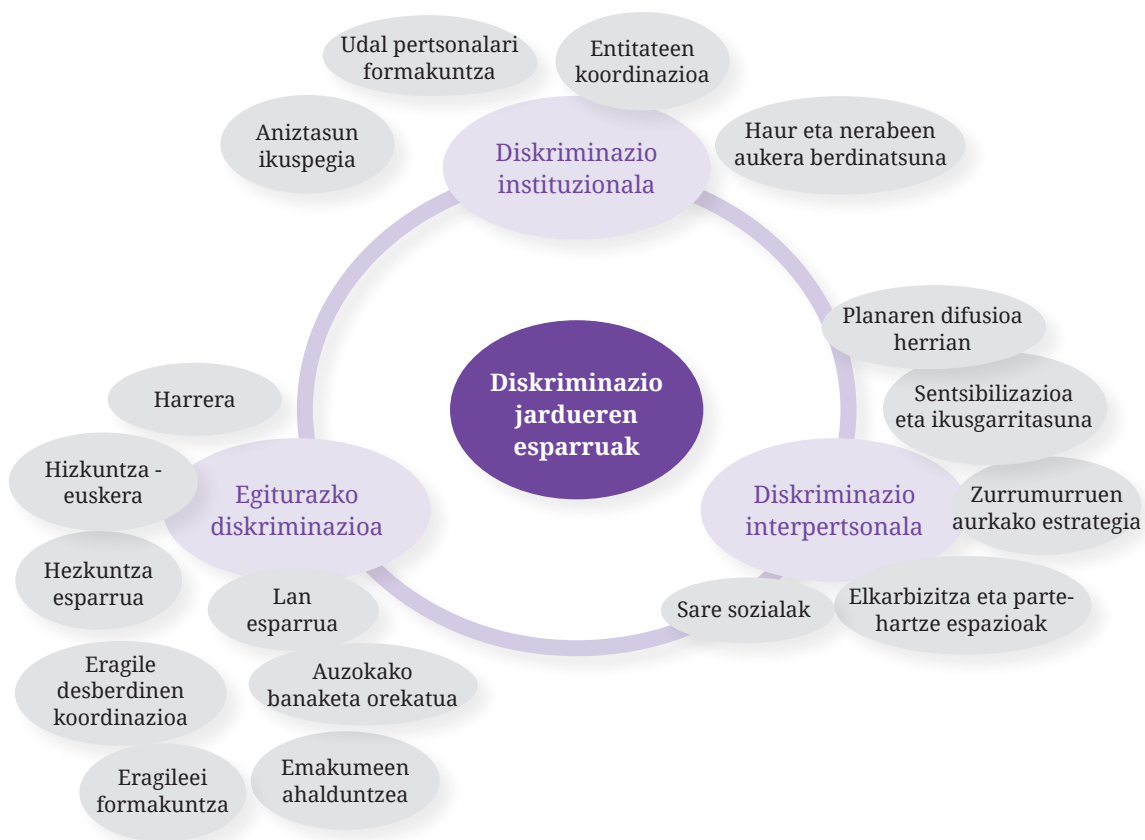 Udal pertsonalari
formakuntza
Entitateen
koordinazioa
Aniztasun
ikuspegia
Haur eta nerabeen
aukera berdinatsuna
Diskriminazio
instituzionala
Planaren difusioa
herrian
Sentsibilizazioa
eta ikusgarritasuna
Diskriminazio
jardueren
esparruak
Harrera
Hizkuntza -
euskera
Egiturazko
diskriminazioa
Diskriminazio
interpertsonala
Zurrumurruen
aurkako estrategia
Hezkuntza
esparrua
Lan
esparrua
Sare sozialak
Elkarbizitza eta parte-
hartze espazioak
Eragile
desberdinen
koordinazioa
Auzokako
banaketa orekatua
Eragileei
formakuntza
Emakumeen
ahalduntzea